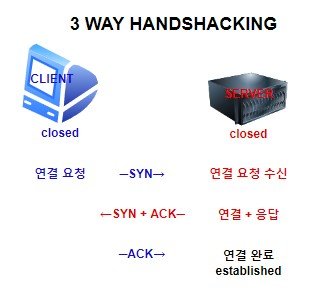 3 WAY HANDSHACKING
CLIENT
SERVER
closed
closed
연결 요청
─SYN→
연결 요청 수신
←SYN + ACK─
연결 + 응답
─ACK→
연결 완료
established